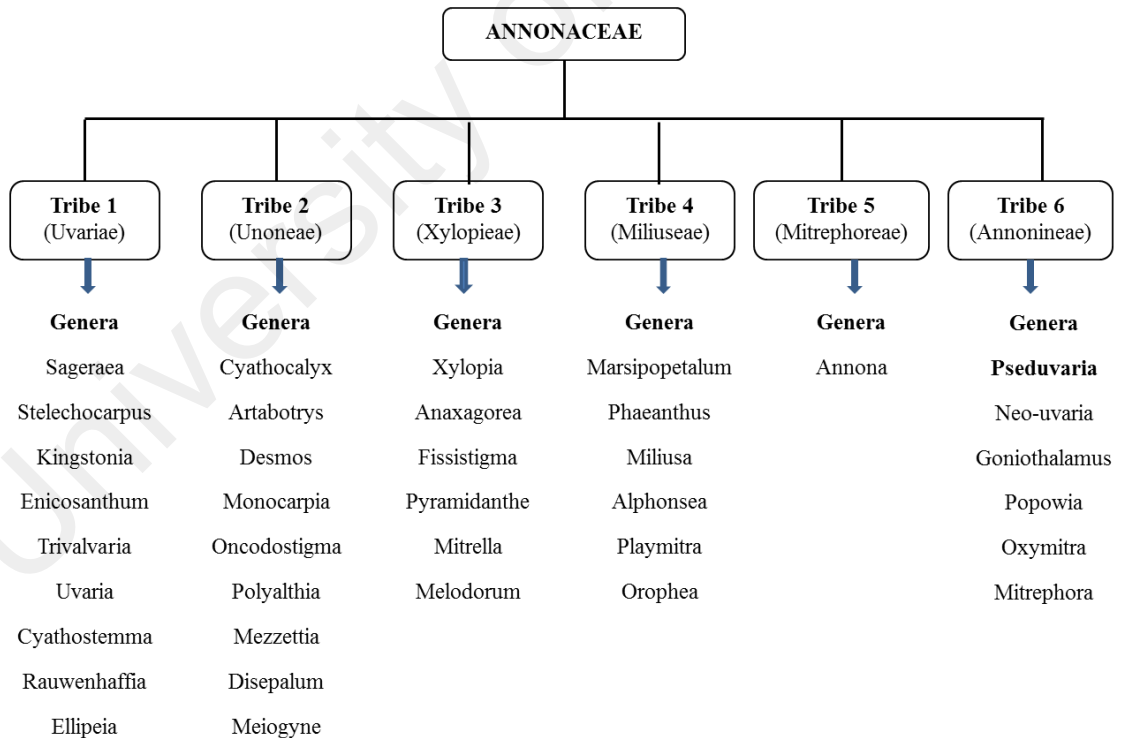 ANNONACEAE
Tribe 1
(Uvariae)
Tribe 2
(Unoneae)
Tribe 3
(Xylopieae)
Tribe 4
(Miliuseae)
Tribe 5
(Mitrephoreae)
Tribe 6
(Annonineae)
Genera
Sageraea
Stelechocarpus
Kingstonia
Enicosanthum
Trivalvaria
Uvaria
Cyathostemma
Rauwenhaffia
Ellipeia
Genera
Cyathocalyx
Artabotrys
Desmos
Monocarpia
Oncodostigma
Polyalthia
Mezzettia
Disepalum
Meiogyne
Genera
Xylopia
Anaxagorea
Fissistigma
Pyramidanthe
Mitrella
Melodorum
Genera
Marsipopetalum
Phaeanthus
Miliusa
Alphonsea
Playmitra
Orophea
Genera
Annona
Genera
Pseduvaria
Neo-uvaria
Goniothalamus
Popowia
Oxymitra
Mitrephora
University of